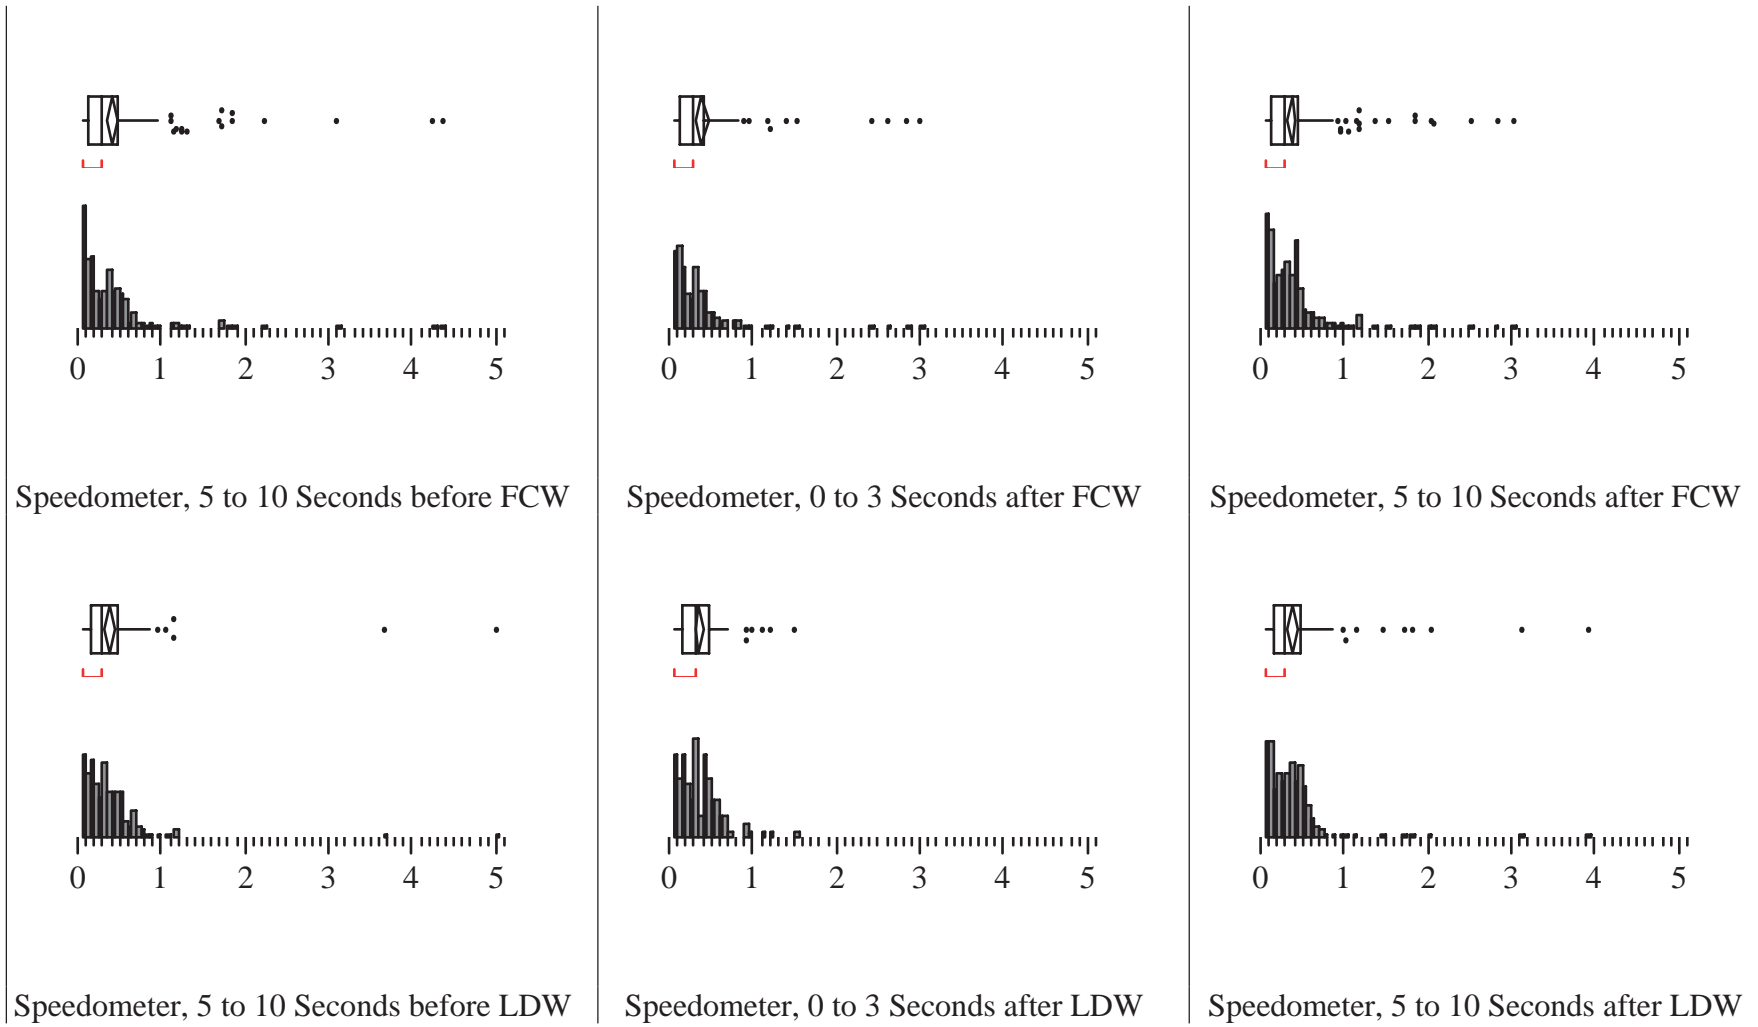 0 1 2 3 4 5
0 1 2 3 4 5
0 1 2 3 4 5
Speedometer, 5 to 10 Seconds before FCW
Speedometer, 0 to 3 Seconds after FCW
Speedometer, 5 to 10 Seconds after FCW
0 1 2 3 4 5
0 1 2 3 4 5
0 1 2 3 4 5
Speedometer, 5 to 10 Seconds before LDW
Speedometer, 0 to 3 Seconds after LDW
Speedometer, 5 to 10 Seconds after LDW